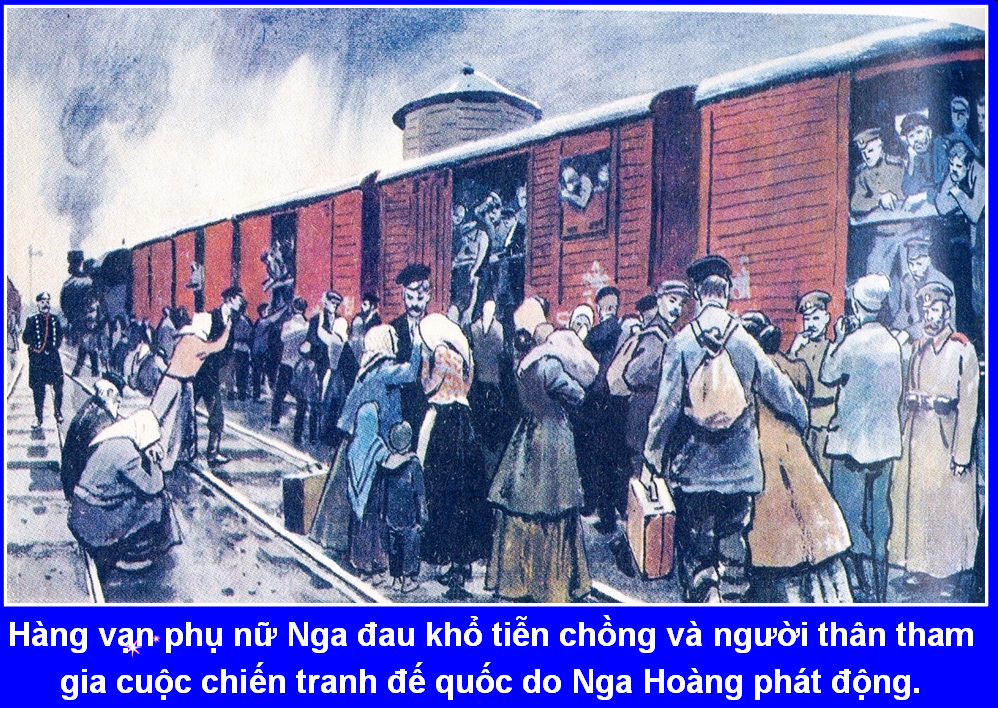 Hàng vạn phụ nữ Nga đau khổ tiễn chồng và người thân tham
gia cuộc chiến tranh đế quốc do Nga Hoàng phát động.